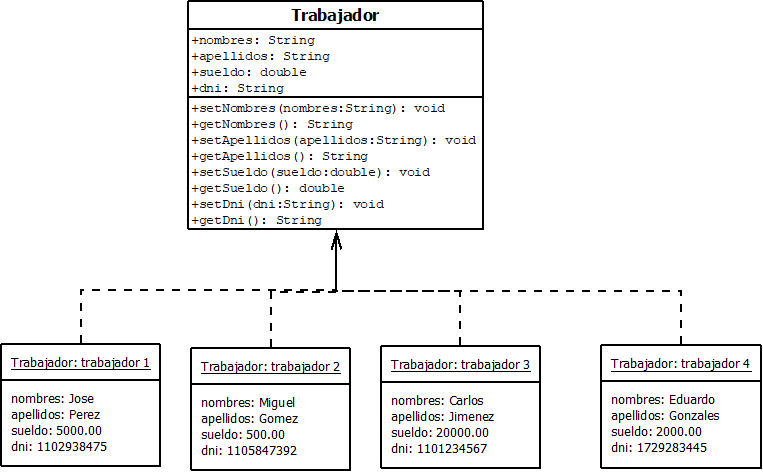 Trabajador
+nombres: String
+apellidos: String
+sueldo: double
+dni: String
+setNombres(nombres:String): void
+getNombres(): String
+setApellidos(apellidos:String): void
+getApellidos(): String
+setSueldo(sueldo:double): void
+getSueldo(): double
+setDni(dni:String): void
+getDni(): String
Trabajador: trabajador 1
nombres: Jose
apellidos: Perez
sueldo: 5000.00
dni: 1102938475
Trabajador: trabajador 2
nombres: Miguel
apellidos: Gomez
sueldo: 500.00
dni: 1105847392
Trabajador: trabajador 3
nombres: Carlos
apellidos: Jimenez
sueldo: 20000.00
dni: 1101234567
Trabajador: trabajador 4
nombres: Eduardo
apellidos: Gonzales
sueldo: 2000.00
dni: 1729283445